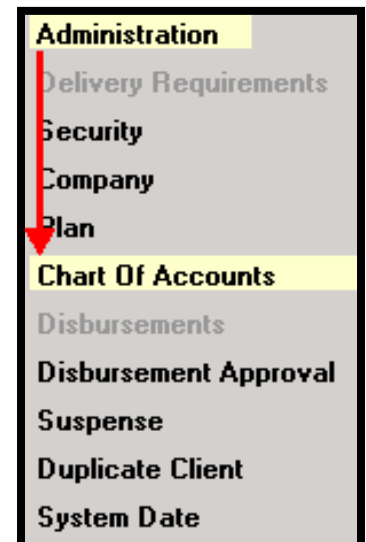 Administration
Delivery Requirements
Security
Company
Plan
Chart Of Accounts
Disbursements
Disbursement Approval
Suspense
Duplicate Client
System Date